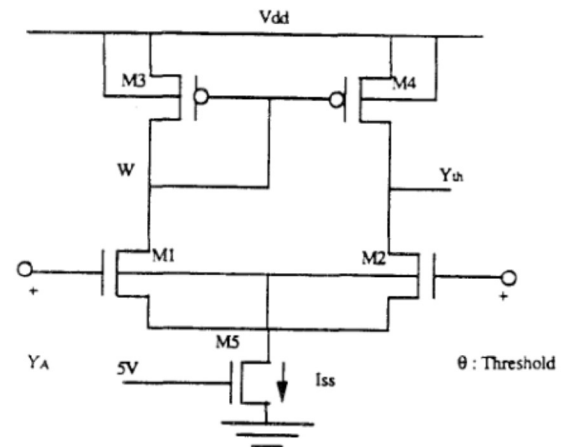 Vdd
M3
M4
W
Yth
M1
M2
+
+
M5
YA
5V
Iss
θ : Threshold